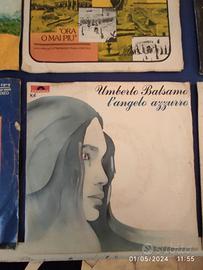 "ORA
O MAI PIÙ"
Umberto Balsamo
l'angelo azzurro
01/05/2024 11:55